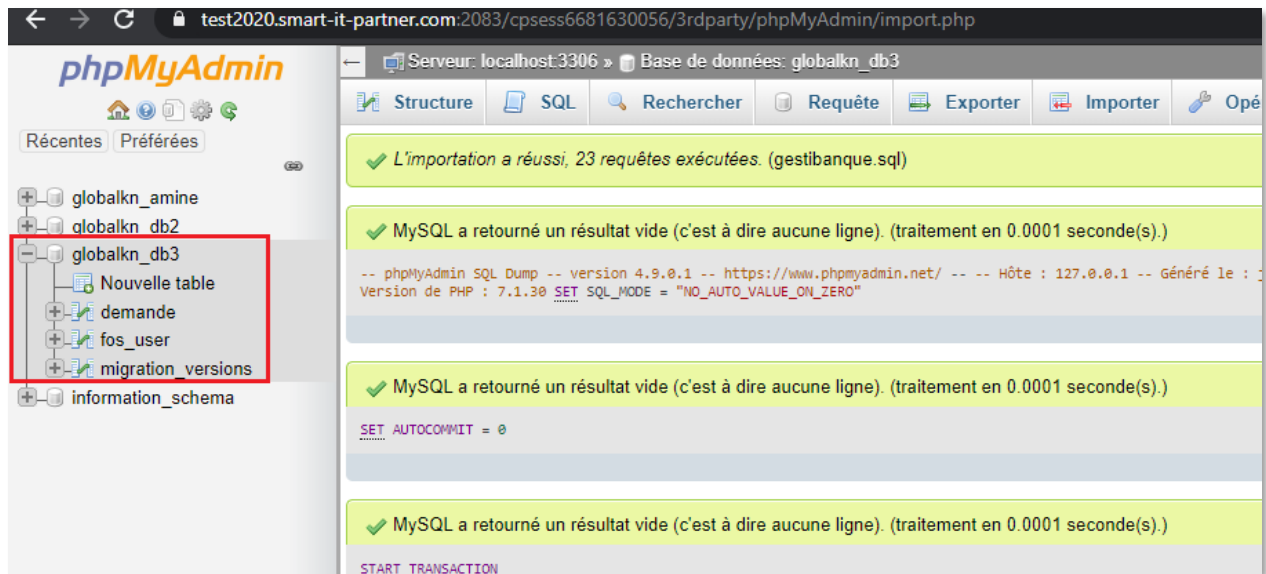 test2020.smart-it-partner.com:2083/cpsess6681630056/3rdparty/phpMyAdmin/import.php
phpMyAdmin
Récentes Préférées
globalkn_amine
globalkn_db2
globalkn_db3
Nouvelle table
demande
fos_user
migration_versions
information_schema
Serveur: localhost:3306 » Base de données: globalkn_db3
Structure SQL Rechercher Requête Exporter Importer Opé
L'importation a réussi, 23 requêtes exécutées. (gestibanque.sql)
MySQL a retourné un résultat vide (c'est à dire aucune ligne). (traitement en 0.0001 seconde(s).)
-- phpMyAdmin SQL Dump -- version 4.9.0.1 -- https://www.phpmyadmin.net/ -- -- Hôte : 127.0.0.1 -- Généré le :
Version de PHP : 7.1.30 SET SQL_MODE = "NO_AUTO_VALUE_ON_ZERO"
MySQL a retourné un résultat vide (c'est à dire aucune ligne). (traitement en 0.0001 seconde(s).)
SET AUTOCOMMIT = 0
MySQL a retourné un résultat vide (c'est à dire aucune ligne). (traitement en 0.0001 seconde(s).)
START TRANSACTION